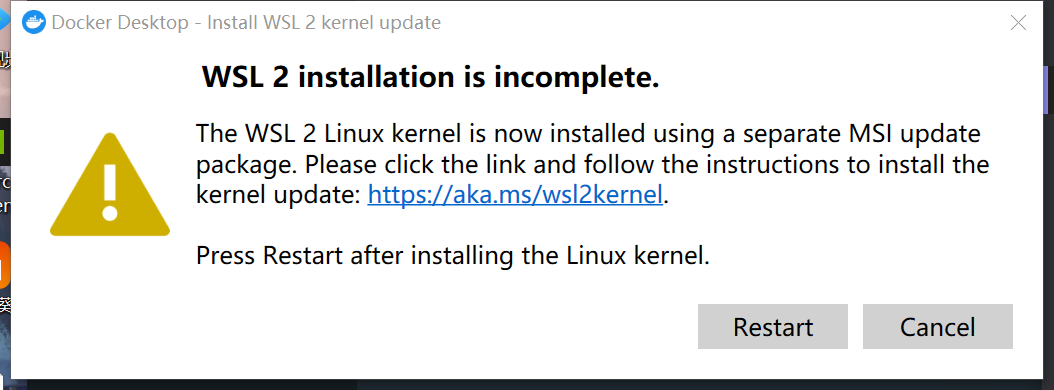 Docker Desktop - Install WSL 2 kernel update
WSL 2 installation is incomplete.
The WSL 2 Linux kernel is now installed using a separate MSI update
package. Please click the link and follow the instructions to install the
kernel update: https://aka.ms/wsl2kernel.
Press Restart after installing the Linux kernel.
Restart
Cancel